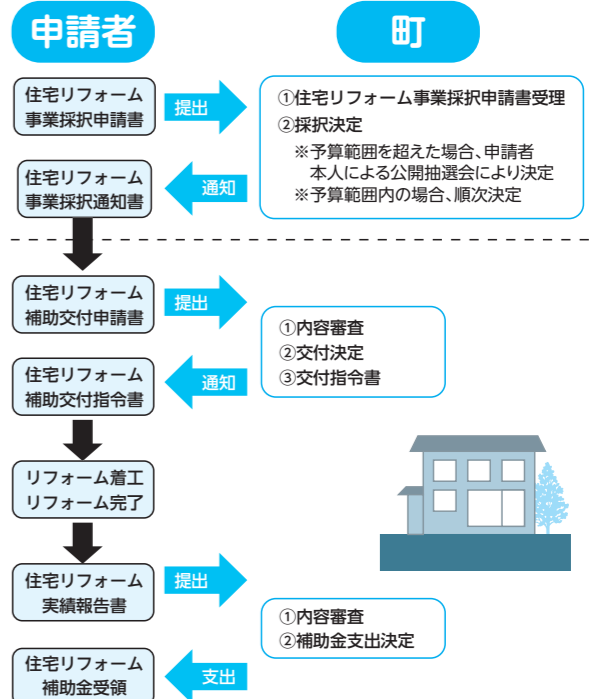 申請者
町
住宅リフォーム
事業採択申請書
提出
①住宅リフォーム事業採択申請書受理
②採択決定
※予算範囲を超えた場合、申請者
本人による公開抽選会により決定
※予算範囲内の場合、順次決定
住宅リフォーム
事業採択通知書
通知
住宅リフォーム
補助交付申請書
提出
①内容審査
②交付決定
③交付指令書
住宅リフォーム
補助交付指令書
通知
リフォーム着工
リフォーム完了
住宅リフォーム
実績報告書
提出
①内容審査
②補助金支出決定
住宅リフォーム
補助金受領
支出